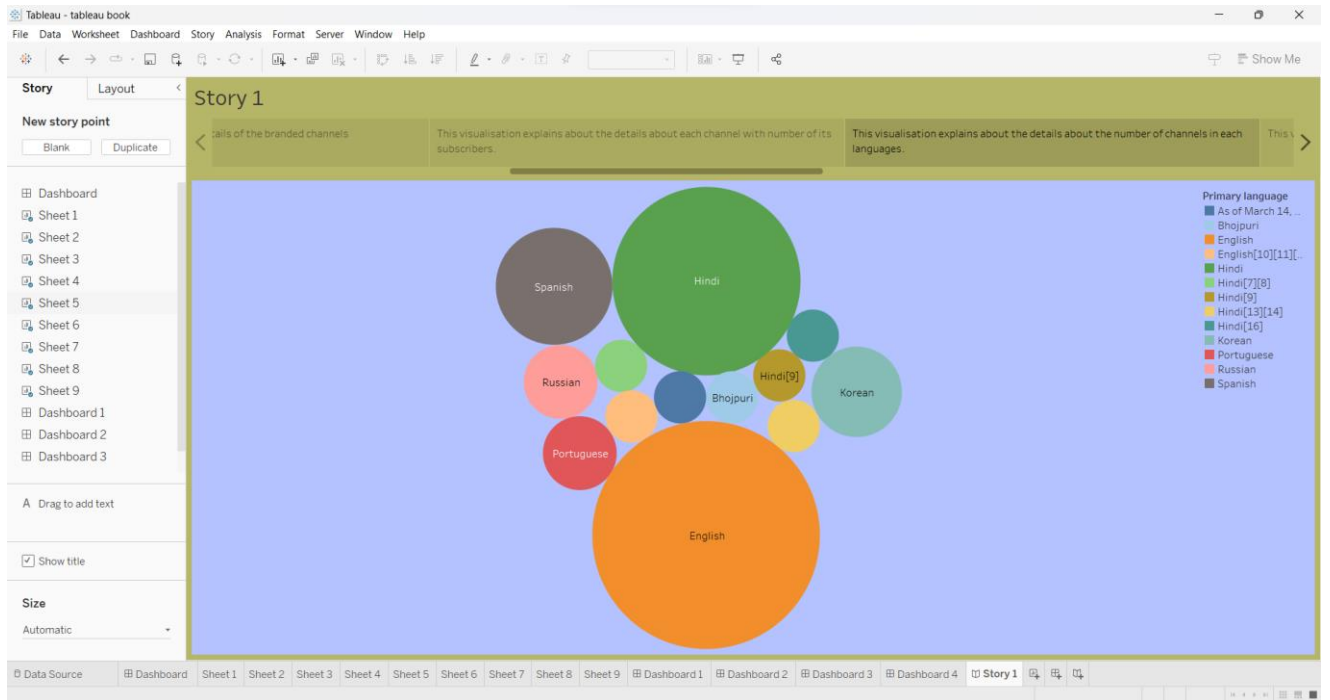 Tableau - tableau book
File Data Worksheet Dashboard Story Analysis Format Server Window Help
Show Me
Story Layout
New story point
Blank Duplicate
Dashboard
Sheet 1
Sheet 2
Sheet 3
Sheet 4
Sheet 5
Sheet 6
Sheet 7
Sheet 8
Sheet 9
Dashboard 1
Dashboard 2
Dashboard 3
A Drag to add text
Show title
Size
Automatic
Story 1
tails of the branded channels
This visualisation explains about the details about each channel with number of its
subscribers.
This visualisation explains about the details about the number of channels in each
languages.
This v
Spanish
Hindi
Russian
Hindi[9]
Bhojpuri
Korean
Portuguese
English
Primary language
As of March 14, ..
Bhojpuri
English
English[10][11][..
Hindi
Hindi[7][8]
Hindi[9]
Hindi[13][14]
Hindi[16]
Korean
Portuguese
Russian
Spanish
Data Source Dashboard Sheet 1 Sheet 2 Sheet 3 Sheet 4 Sheet 5 Sheet 6 Sheet 7 Sheet 8 Sheet 9 Dashboard 1 Dashboard 2 Dashboard 3 Dashboard 4 Story 1